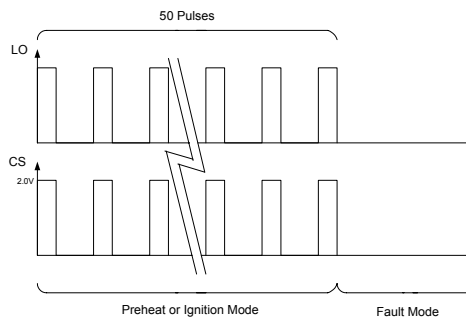 50 Pulses
LO
CS
2.0V
Preheat or Ignition Mode
Fault Mode